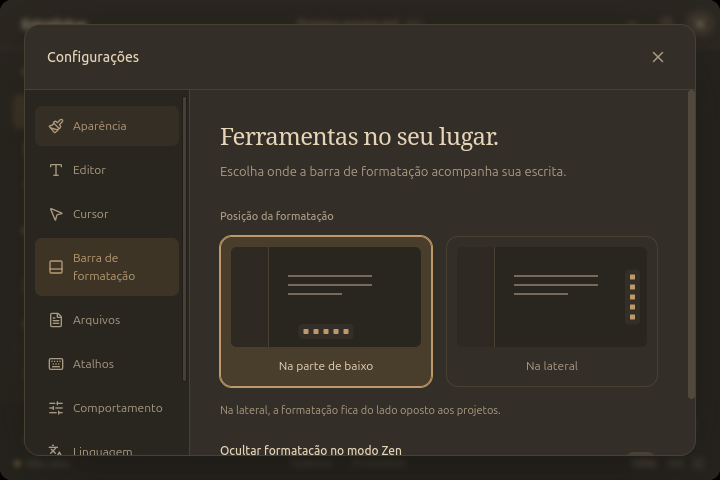 Configurações
Aparência
Editor
Cursor
Barra de
formatação
Arquivos
Atalhos
Comportamento
Linguagem
Ferramentas no seu lugar.
Escolha onde a barra de formatação acompanha sua escrita.
Posição da formatação
Na parte de baixo
Na lateral
Na lateral, a formatação fica do lado oposto aos projetos.
Ocultar formatação no modo Zen